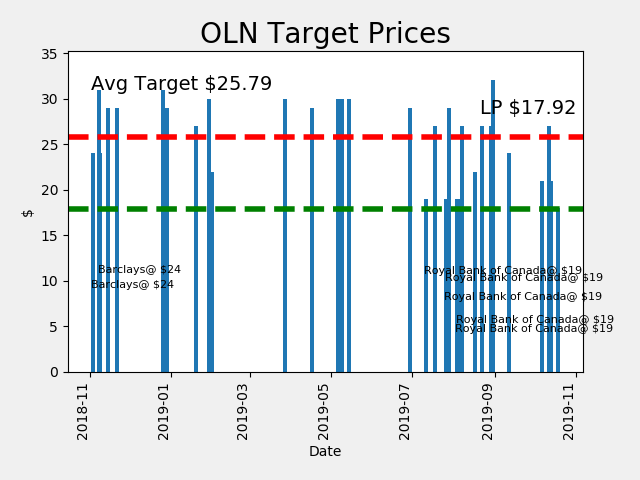 OLN Target Prices
35
Avg Target $25.79
30
LP $17.92
25
20
$
15
Barclays@ $24
Royal Bank of Canada@ $19
Royal Bank of Canada@ $19
10
Barclays@ $24
Royal Bank of Canada@ $19
5
Royal Bank of Canada@ $19
Royal Bank of Canada@ $19
0
2018-11
2019-01
2019-03
2019-05
2019-07
2019-09
2019-11
Date